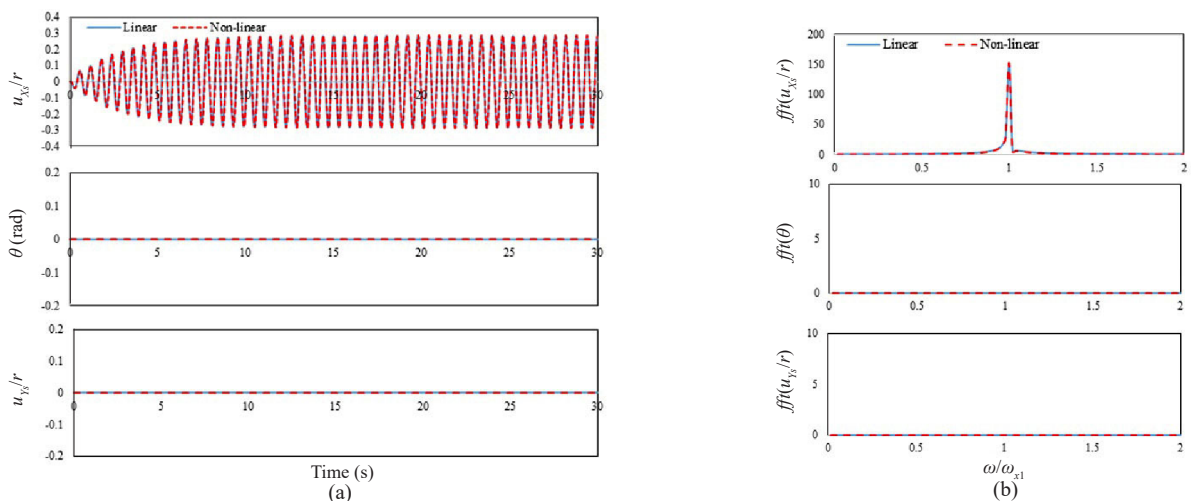 Linear Non-linear
0.4
0.3
0.2
0.1
0
-0.1
-0.2
-0.3
-0.4
0 5 10 15 20 25 30
u_Xs/r
0.2
0.1
0
-0.1
-0.2
0 5 10 15 20 25 30
θ (rad)
0.2
0.1
0
-0.1
-0.2
0 5 10 15 20 25 30
u_Ys/r
Time (s)
(a)
Linear Non-linear
200
150
100
50
0
0 0.5 1 1.5 2
fft(u_Xs/r)
10
5
0
0 0.5 1 1.5 2
fft(θ)
10
5
0
0 0.5 1 1.5 2
fft(u_Ys/r)
ω/ω_x1
(b)